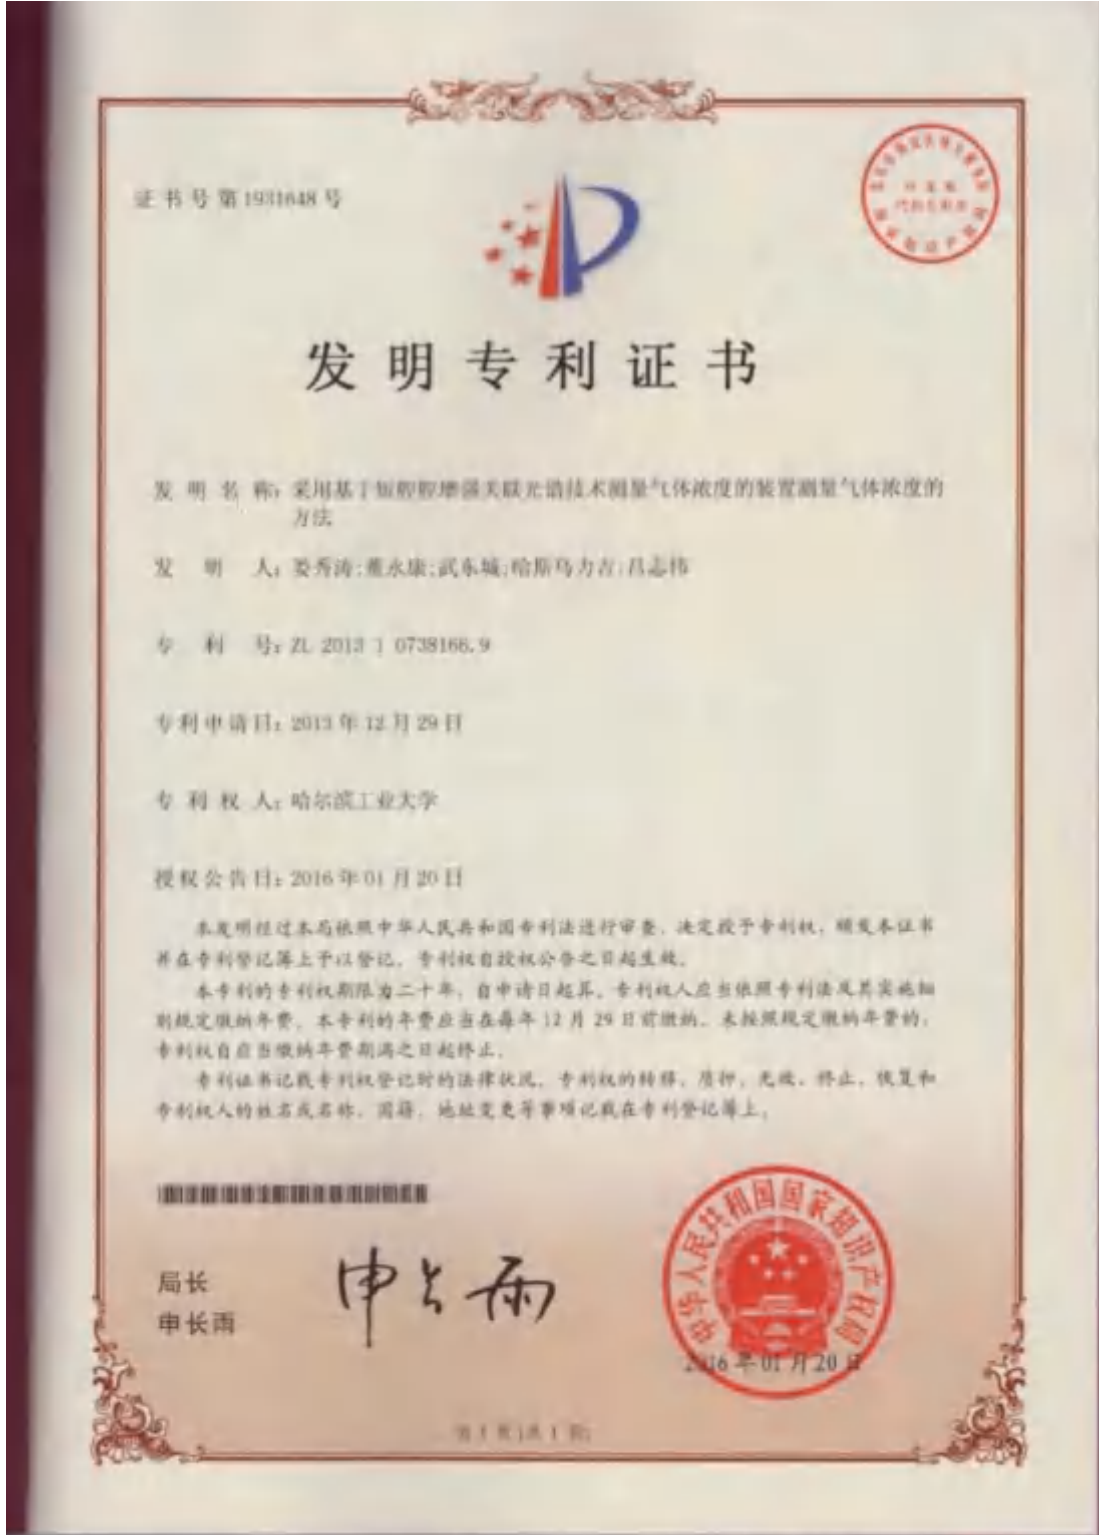 证书号第1931648号
发明专利证书
发明名称：采用基于短腔腔增强关联光谱技术测量气体浓度的装置测量气体浓度的
方法
发明人：娄秀涛;董永康;武东城;哈斯乌力吉;吕志伟
专利号：ZL 2013 1 0738166.9
专利申请日：2013年12月29日
专利权人：哈尔滨工业大学
授权公告日：2016年01月20日
本发明经过本局依照中华人民共和国专利法进行审查，决定授予专利权，颁发本证书
并在专利登记簿上予以登记。专利权自授权公告之日起生效。
本专利的专利权期限为二十年，自申请日起算。专利权人应当依照专利法及其实施细
则规定缴纳年费。本专利的年费应当在每年12月29日前缴纳。未按照规定缴纳年费的，
专利权自应当缴纳年费期满之日起终止。
专利证书记载专利权登记时的法律状况。专利权的转移、质押、无效、终止、恢复和
专利权人的姓名或名称、国籍、地址变更等事项记载在专利登记簿上。
局长
申长雨
申长雨
中华人民共和国国家知识产权局
2016年01月20日
第1页(共1页)